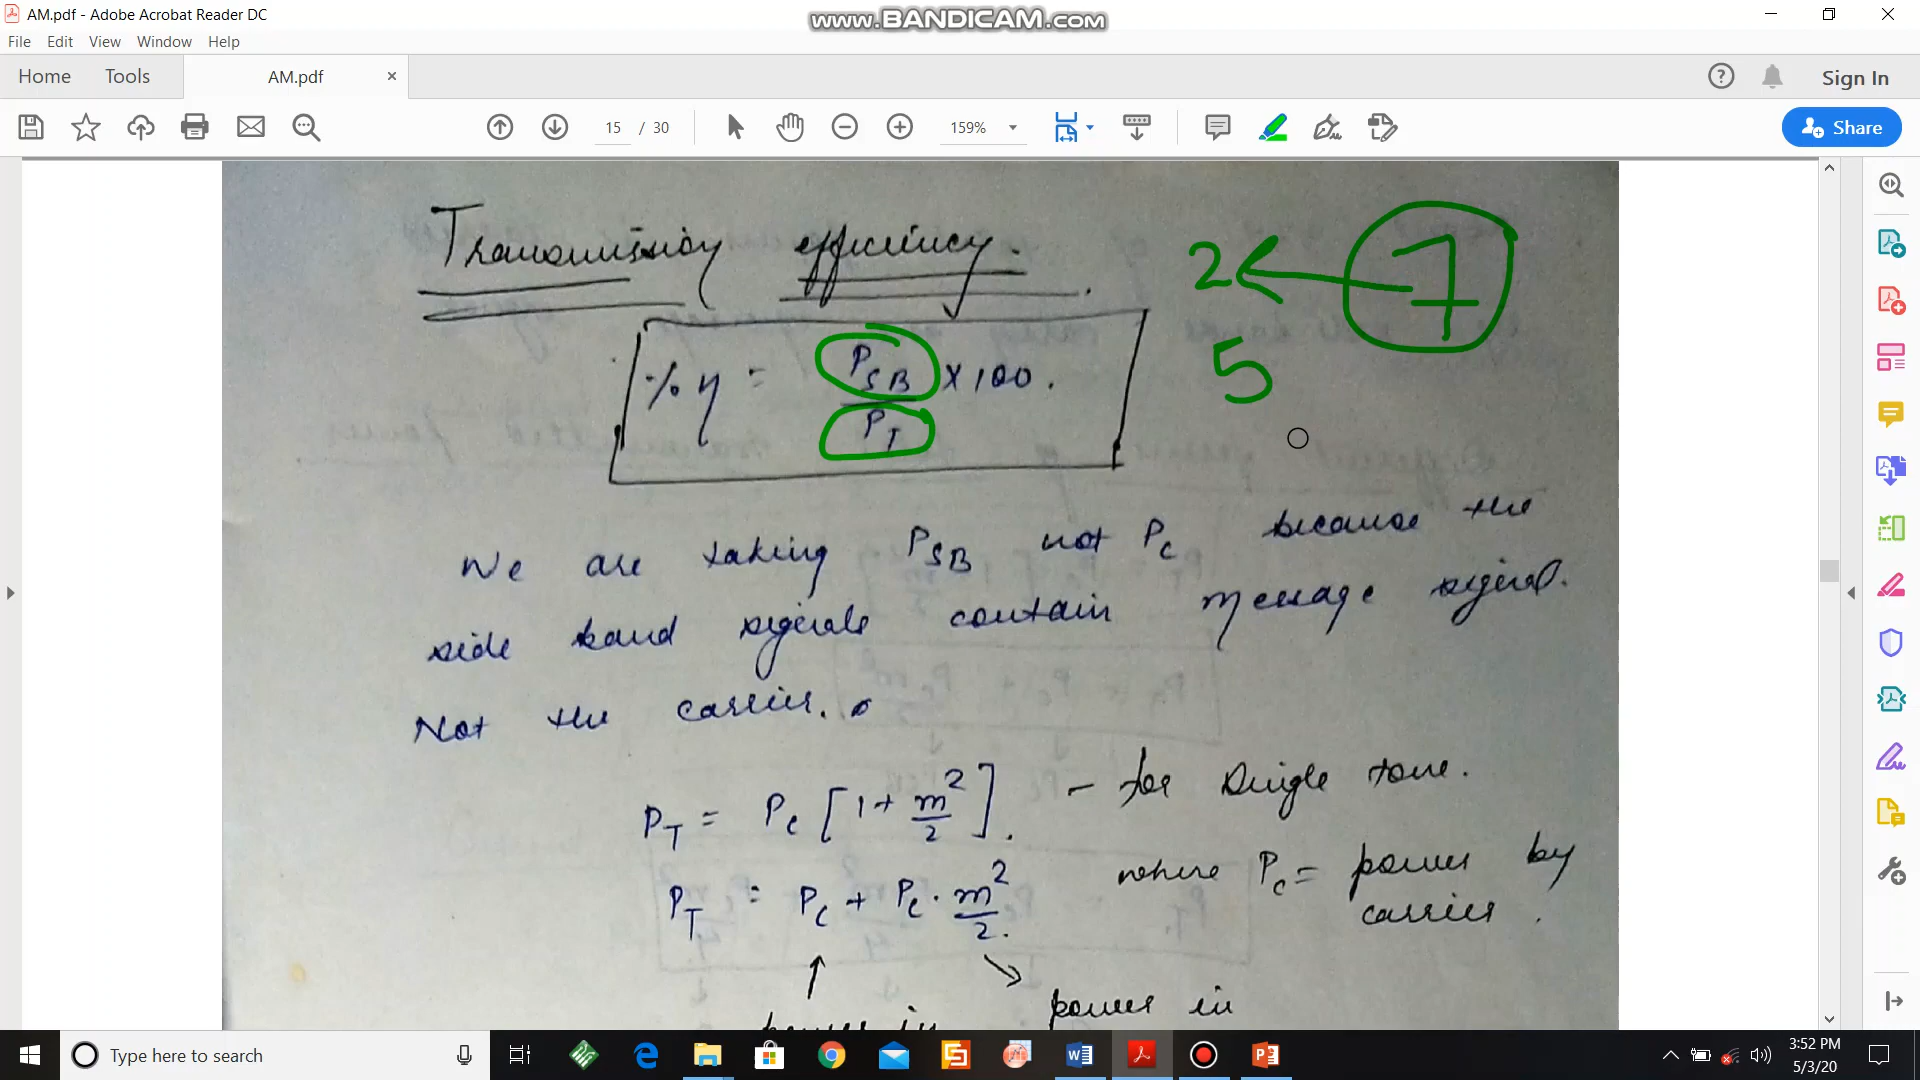 AM.pdf - Adobe Acrobat Reader DC
www.BANDICAM.com
File Edit View Window Help
Home Tools AM.pdf × Sign In
15 / 30 159% Share
Transmission efficiency.
2 7
% η = PSB/PT × 100.
5
We are taking PSB not Pc because the
side band signals contain message signal.
Not the carrier.
PT = Pc [1 + m²/2]. - for Single tone.
PT = Pc + Pc . m²/2. where Pc = power by
carrier.
power in power in
Type here to search
3:52 PM
5/3/20